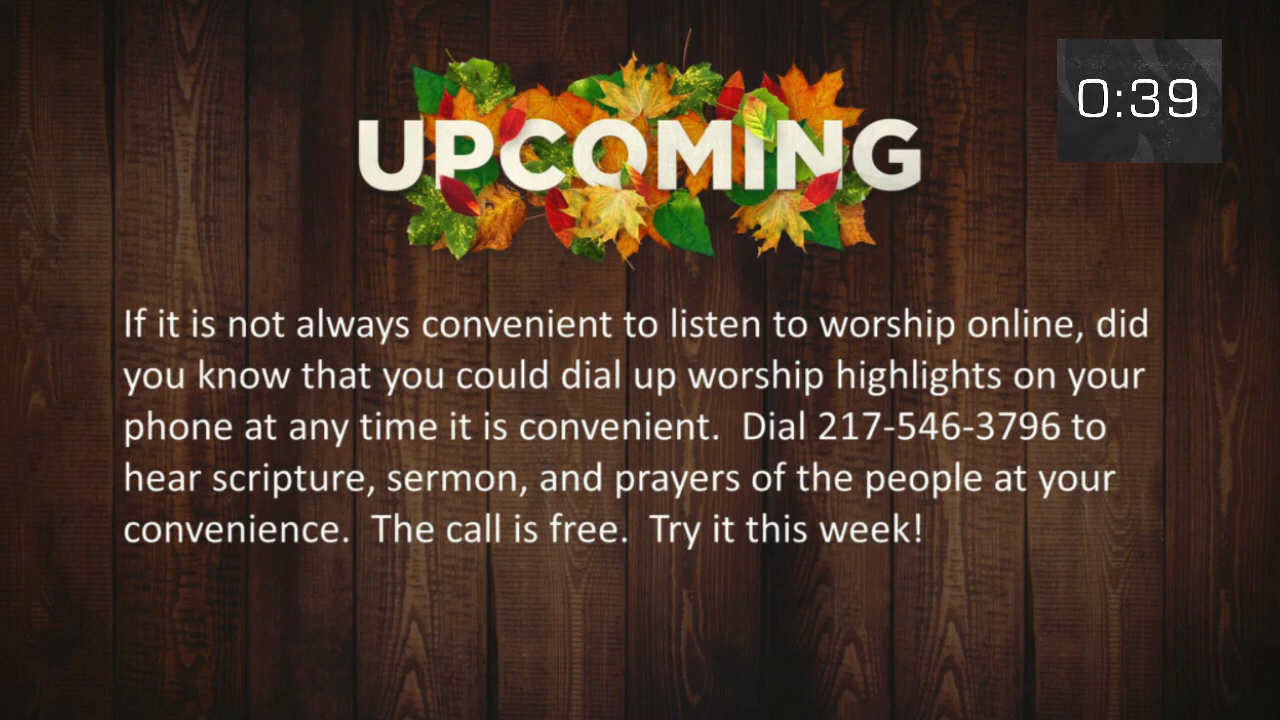 UPCOMING
0:39
If it is not always convenient to listen to worship online, did
you know that you could dial up worship highlights on your
phone at any time it is convenient.  Dial 217-546-3796 to
hear scripture, sermon, and prayers of the people at your
convenience.  The call is free.  Try it this week!